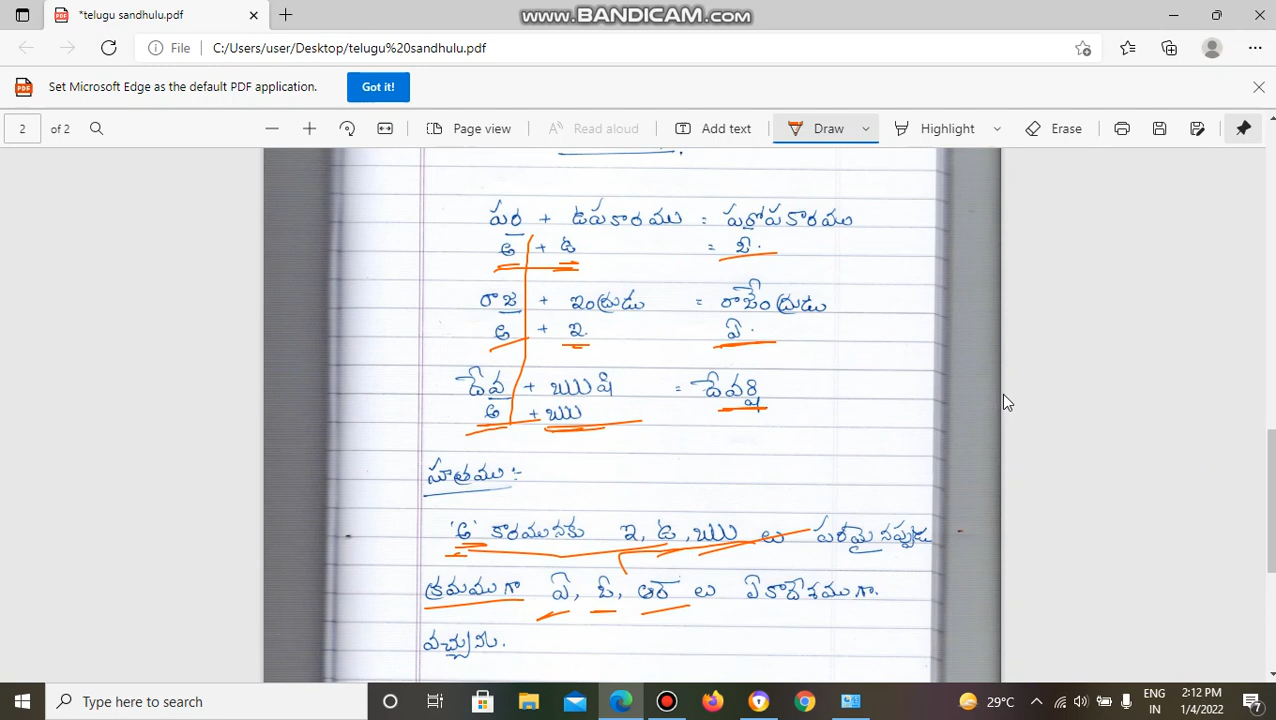 www.BANDICAM.com
*telugu sandhulu.pdf
File C:/Users/user/Desktop/telugu%20sandhulu.pdf
Set Microsoft Edge as the default PDF application. Got it!
2 of 2 Page view Read aloud Add text Draw Highlight Erase
పర + ఉపకారము = పరోపకారము
అ + ఉ = ఓ.
రాజ + ఇంద్రుడు = రాజేంద్రుడు
అ + ఇ. ఏ.
దేవ + ఋషి = దేవర్షి
అ + ఋ
సూత్రము :-
'అ' కారమునకు ఇ, ఉ, ఋ లు పరమైనప్పుడు
క్రమముగా ఏ, ఓ, అర్ లు ఏకాదేశముగా.
వచ్చును.
Type here to search 29°C ENG 2:12 PM
IN 1/4/2022 7